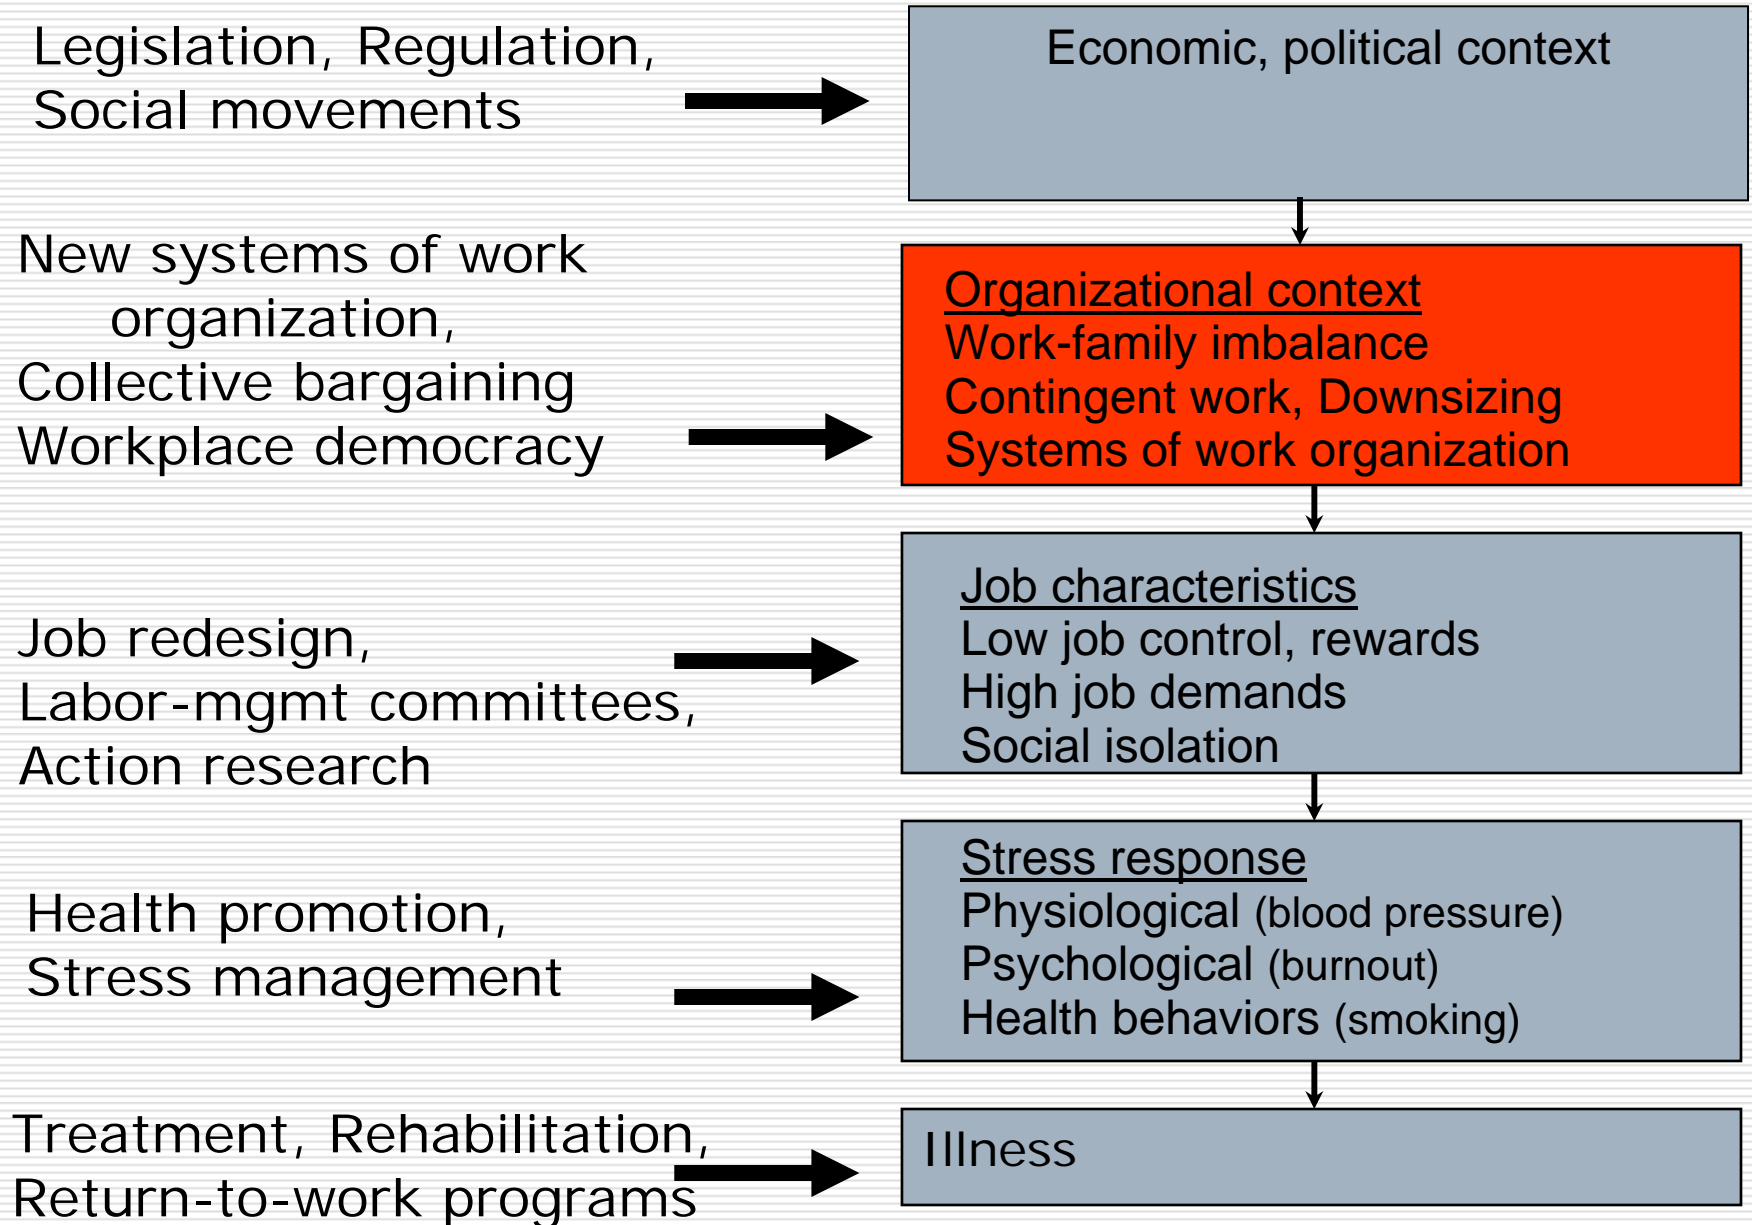 Legislation, Regulation,
Social movements
Economic, political context
New systems of work
organization,
Collective bargaining
Workplace democracy
Organizational context
Work-family imbalance
Contingent work, Downsizing
Systems of work organization
Job redesign,
Labor-mgmt committees,
Action research
Job characteristics
Low job control, rewards
High job demands
Social isolation
Health promotion,
Stress management
Stress response
Physiological (blood pressure)
Psychological (burnout)
Health behaviors (smoking)
Treatment, Rehabilitation,
Return-to-work programs
Illness